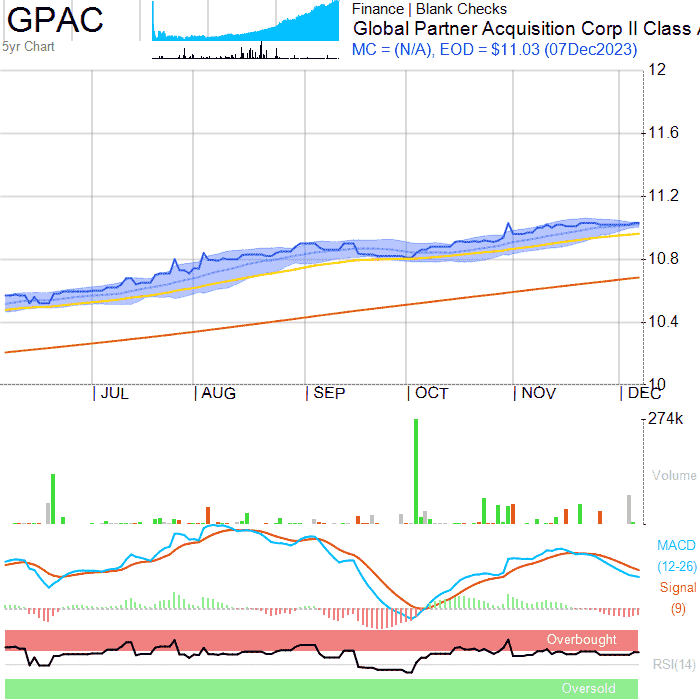 GPAC
5yr Chart
Finance | Blank Checks
Global Partner Acquisition Corp II Class
MC = (N/A), EOD = $11.03 (07Dec2023)
12
11.6
11.2
10.8
10.4
10
JUL AUG SEP OCT NOV DEC
274k
Volume
MACD
(12-26)
Signal
(9)
Overbought
RSI(14)
Oversold